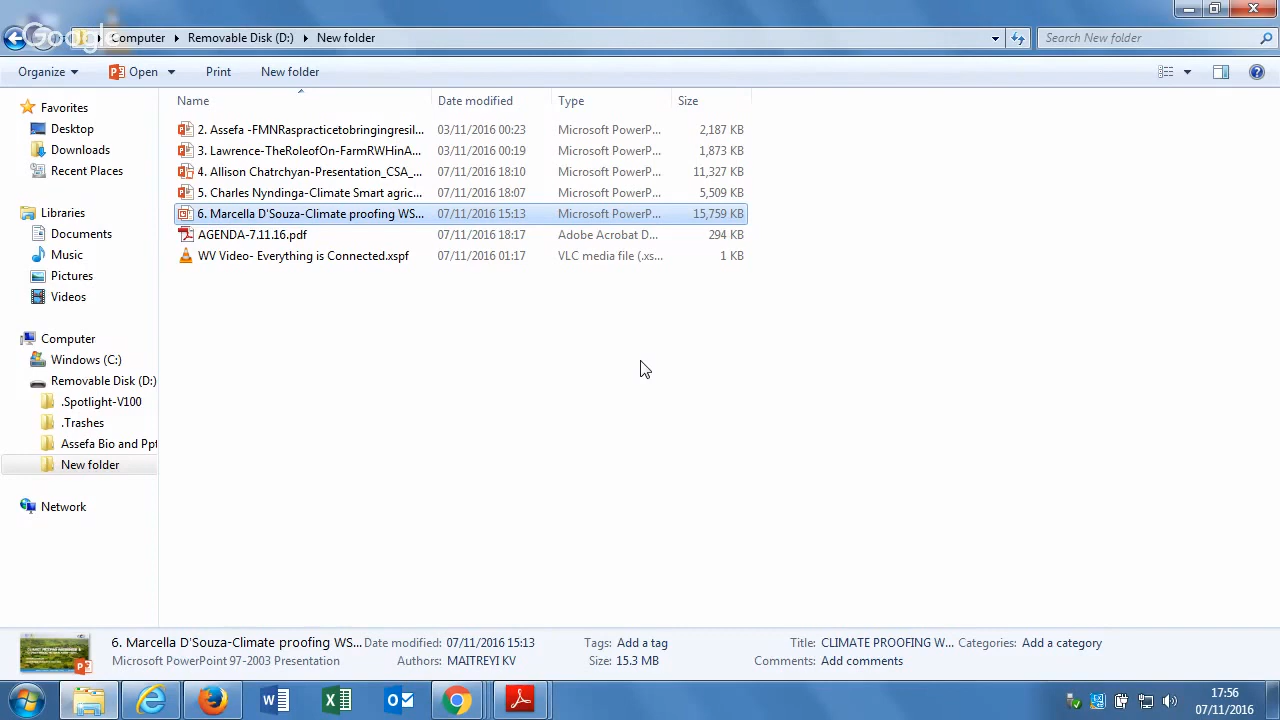 Google
Computer Removable Disk (D:) New folder
Search New folder
Organize Open Print New folder
Name Date modified Type Size
Favorites
Desktop
Downloads
Recent Places
Libraries
Documents
Music
Pictures
Videos
Computer
Windows (C:)
Removable Disk (D:)
.Spotlight-V100
.Trashes
Assefa Bio and Ppt
New folder
Network
2. Assefa -FMNRaspracticetobringingresil... 03/11/2016 00:23 Microsoft PowerP... 2,187 KB
3. Lawrence-TheRoleofOn-FarmRWHinA... 03/11/2016 00:19 Microsoft PowerP... 1,873 KB
4. Allison Chatrchyan-Presentation_CSA_... 07/11/2016 18:10 Microsoft PowerP... 11,327 KB
5. Charles Nyndinga-Climate Smart agric... 07/11/2016 18:07 Microsoft PowerP... 5,509 KB
6. Marcella D'Souza-Climate proofing WS... 07/11/2016 15:13 Microsoft PowerP... 15,759 KB
AGENDA-7.11.16.pdf 07/11/2016 18:17 Adobe Acrobat D... 294 KB
WV Video- Everything is Connected.xspf 07/11/2016 01:17 VLC media file (.xs... 1 KB
6. Marcella D'Souza-Climate proofing WS... Date modified: 07/11/2016 15:13 Tags: Add a tag Title: CLIMATE PROOFING W... Categories: Add a category
Microsoft PowerPoint 97-2003 Presentation Authors: MAITREYI KV Size: 15.3 MB Comments: Add comments
17:56
07/11/2016